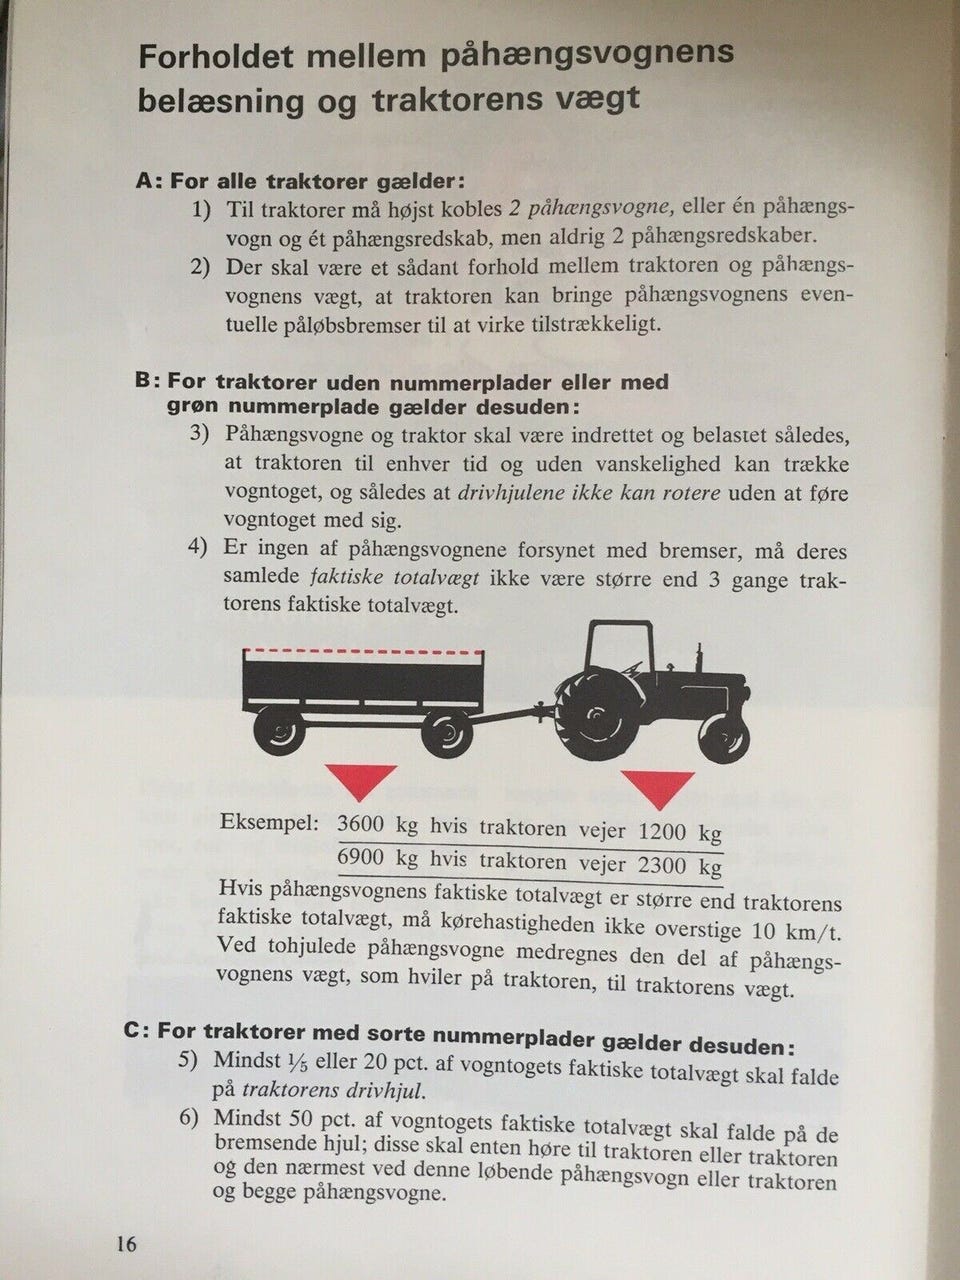 Forholdet mellem påhængsvognens
belæsning og traktorens vægt
A: For alle traktorer gælder:
1) Til traktorer må højst kobles 2 påhængsvogne, eller én påhængs-
vogn og ét påhængsredskab, men aldrig 2 påhængsredskaber.
2) Der skal være et sådant forhold mellem traktoren og påhængs-
vognens vægt, at traktoren kan bringe påhængsvognens even-
tuelle påløbsbremser til at virke tilstrækkeligt.
B: For traktorer uden nummerplader eller med
grøn nummerplade gælder desuden:
3) Påhængsvogne og traktor skal være indrettet og belastet således,
at traktoren til enhver tid og uden vanskelighed kan trække
vogntoget, og således at drivhjulene ikke kan rotere uden at føre
vogntoget med sig.
4) Er ingen af påhængsvognene forsynet med bremser, må deres
samlede faktiske totalvægt ikke være større end 3 gange trak-
torens faktiske totalvægt.
Eksempel: 3600 kg hvis traktoren vejer 1200 kg
6900 kg hvis traktoren vejer 2300 kg
Hvis påhængsvognens faktiske totalvægt er større end traktorens
faktiske totalvægt, må kørehastigheden ikke overstige 10 km/t.
Ved tohjulede påhængsvogne medregnes den del af påhængs-
vognens vægt, som hviler på traktoren, til traktorens vægt.
C: For traktorer med sorte nummerplader gælder desuden:
5) Mindst 1/5 eller 20 pct. af vogntogets faktiske totalvægt skal falde
på traktorens drivhjul.
6) Mindst 50 pct. af vogntogets faktiske totalvægt skal falde på de
bremsende hjul; disse skal enten høre til traktoren eller traktoren
og den nærmest ved denne løbende påhængsvogn eller traktoren
og begge påhængsvogne.
16